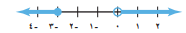 ٤- ٣- ٢- ١- ٠ ١ ٢